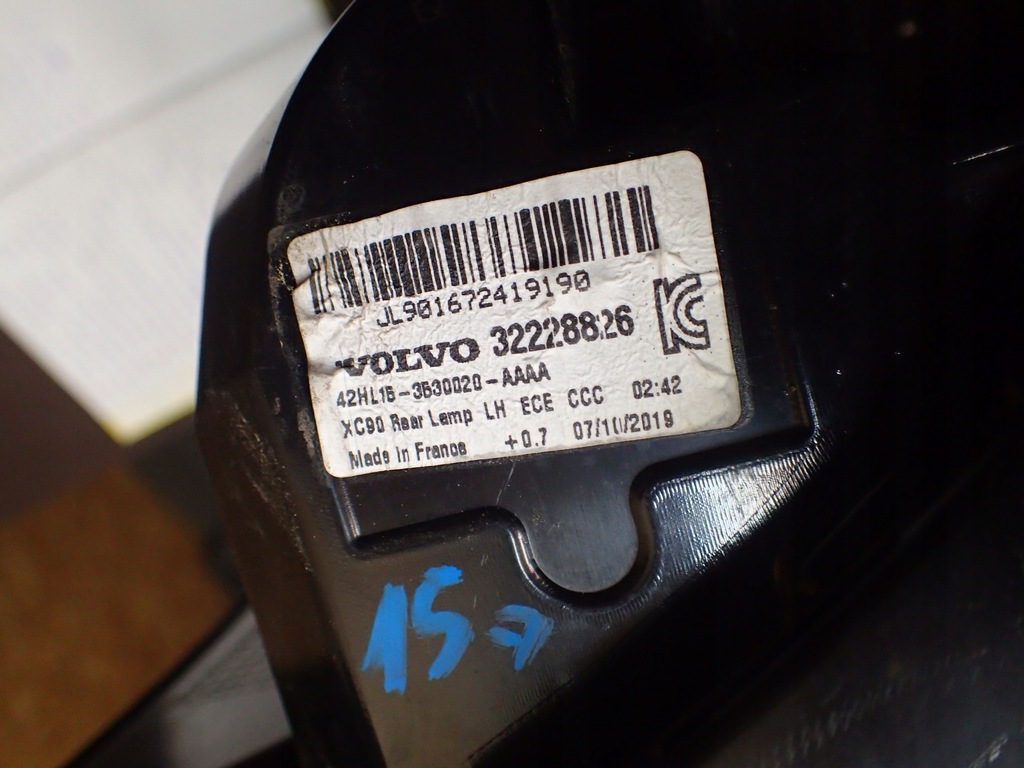 JL901672419190
VOLVO 32228826
42HL15-3530020-AAAA
XC90 Rear Lamp LH ECE CCC 02:42
Made in France +0.7 07/10/2019
15